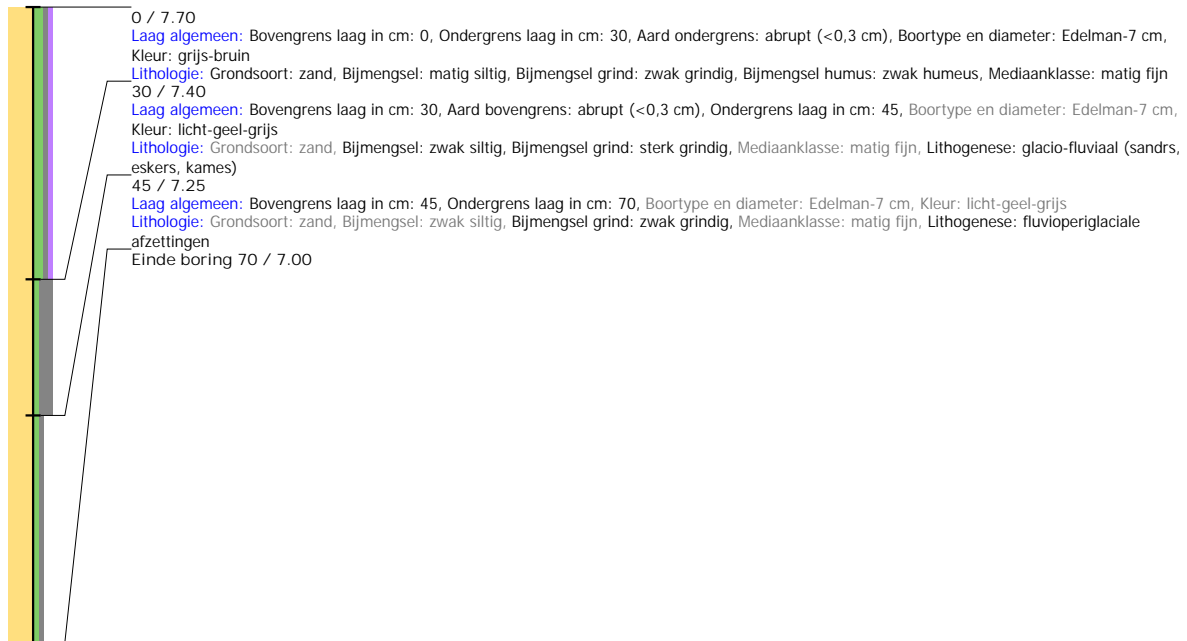 0 / 7.70
Laag algemeen: Bovengrens laag in cm: 0, Ondergrens laag in cm: 30, Aard ondergrens: abrupt (<0,3 cm), Boortype en diameter: Edelman-7 cm,
Kleur: grijs-bruin
Lithologie: Grondsoort: zand, Bijmengsel: matig siltig, Bijmengsel grind: zwak grindig, Bijmengsel humus: zwak humeus, Mediaanklasse: matig fijn
30 / 7.40
Laag algemeen: Bovengrens laag in cm: 30, Aard bovengrens: abrupt (<0,3 cm), Ondergrens laag in cm: 45, Boortype en diameter: Edelman-7 cm,
Kleur: licht-geel-grijs
Lithologie: Grondsoort: zand, Bijmengsel: zwak siltig, Bijmengsel grind: sterk grindig, Mediaanklasse: matig fijn, Lithogenese: glacio-fluviaal (sandrs,
eskers, kames)
45 / 7.25
Laag algemeen: Bovengrens laag in cm: 45, Ondergrens laag in cm: 70, Boortype en diameter: Edelman-7 cm, Kleur: licht-geel-grijs
Lithologie: Grondsoort: zand, Bijmengsel: zwak siltig, Bijmengsel grind: zwak grindig, Mediaanklasse: matig fijn, Lithogenese: fluvioperiglaciale
afzettingen
Einde boring 70 / 7.00